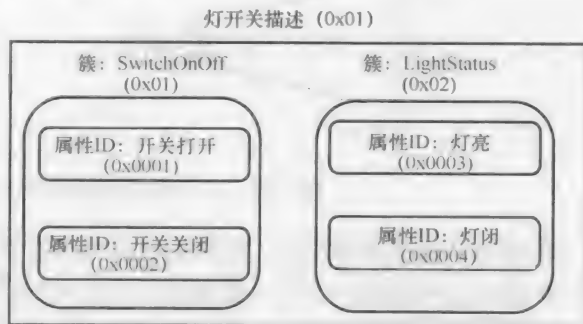 灯开关描述 (0x01)
簇: SwitchOnOff
(0x01)
属性ID: 开关打开
(0x0001)
属性ID: 开关关闭
(0x0002)
簇: LightStatus
(0x02)
属性ID: 灯亮
(0x0003)
属性ID: 灯闭
(0x0004)